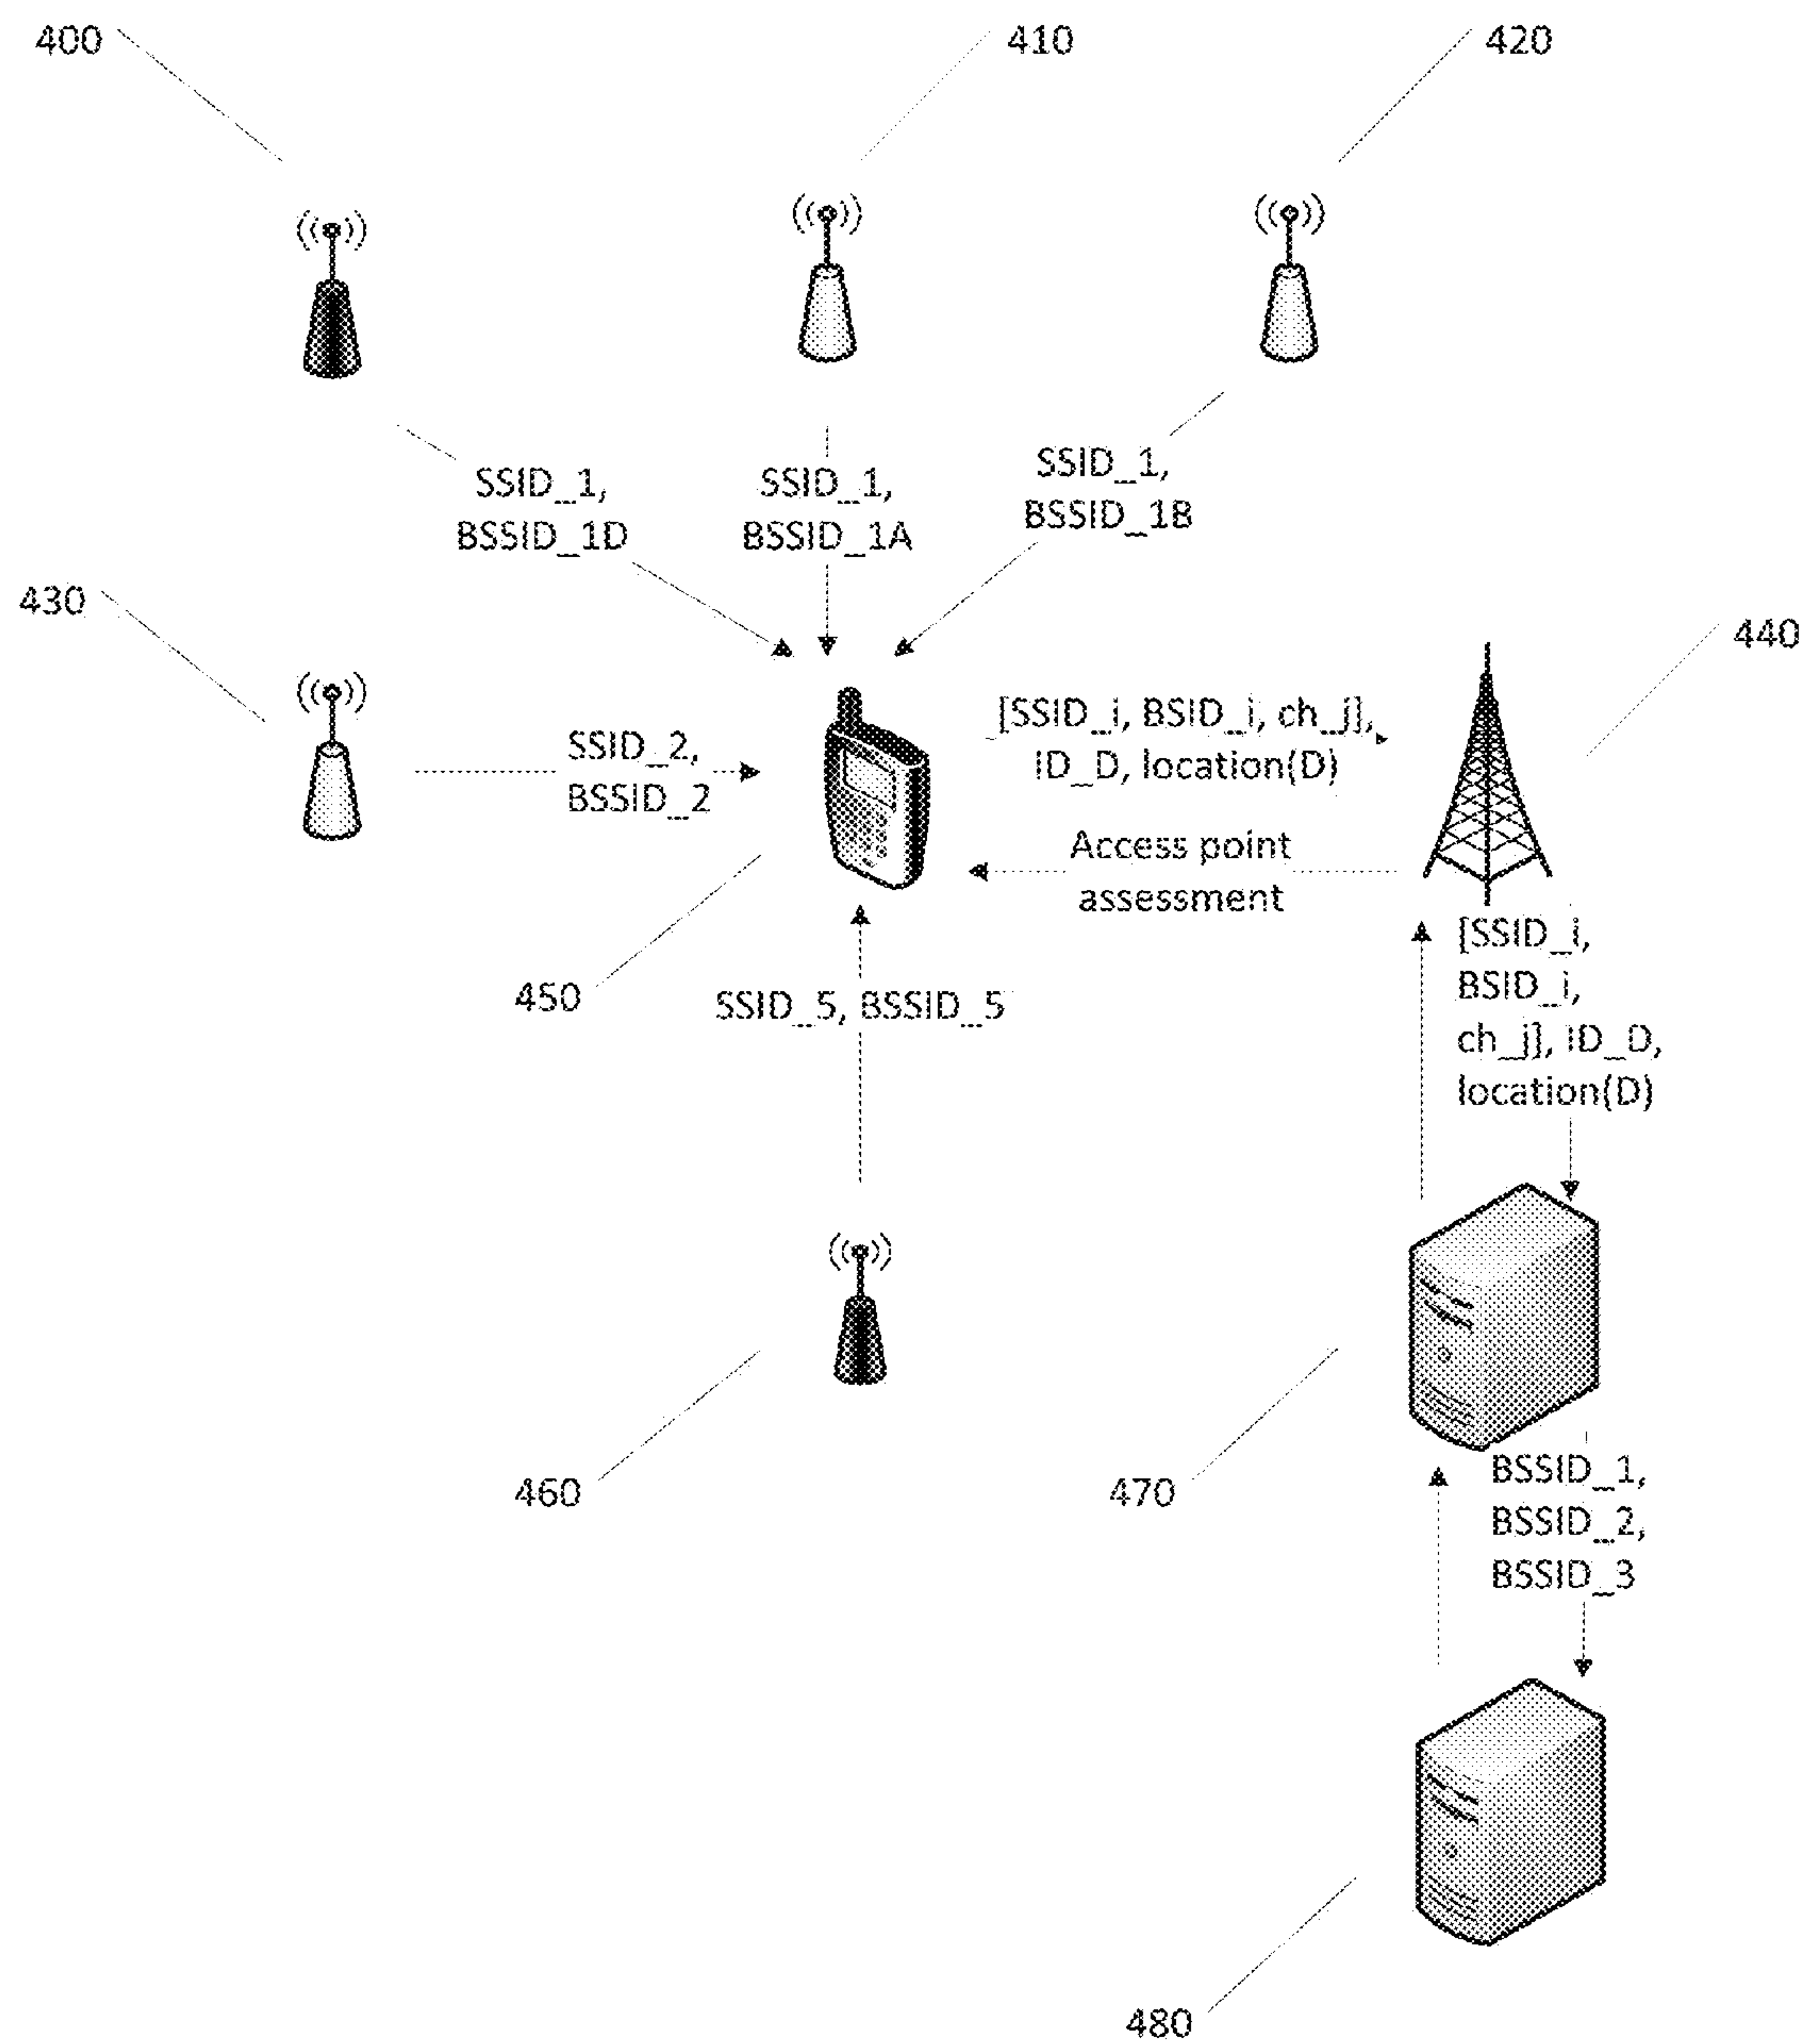 400
410
420
SSID_1,
BSSID_1D
SSID_1,
BSSID_1A
SSID_1,
BSSID_1B
430
440
SSID_2,
BSSID_2
[SSID_i, BSID_i, ch_j],
ID_D, location(D)
Access point
assessment
450
SSID_5, BSSID_5
[SSID_i,
BSID_i,
ch_j], ID_D,
location(D)
460
470
BSSID_1,
BSSID_2,
BSSID_3
480